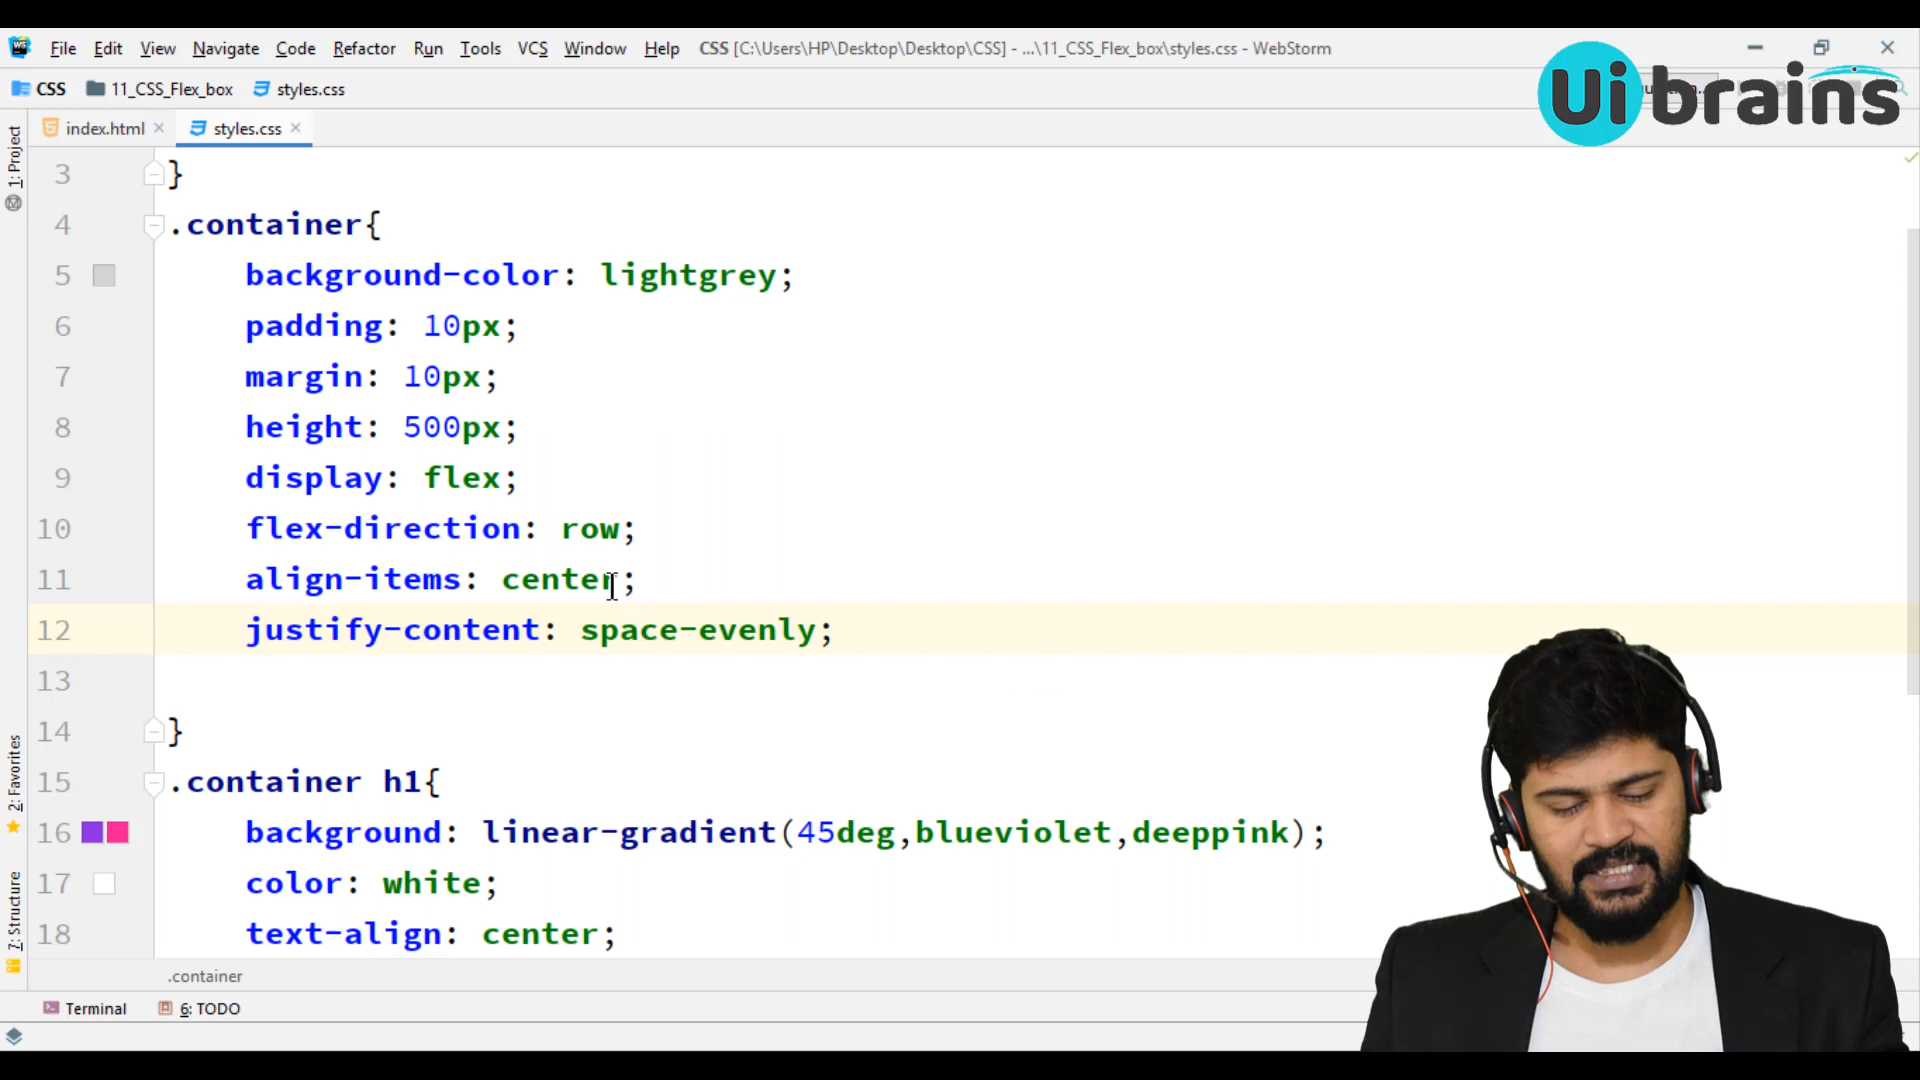 File Edit View Navigate Code Refactor Run Tools VCS Window Help CSS [C:\Users\HP\Desktop\Desktop\CSS] - ...\11_CSS_Flex_box\styles.css - WebStorm
CSS 11_CSS_Flex_box styles.css
Ui brains
index.html styles.css
1: Project
3 }
4 .container{
5 background-color: lightgrey;
6 padding: 10px;
7 margin: 10px;
8 height: 500px;
9 display: flex;
10 flex-direction: row;
11 align-items: center;
12 justify-content: space-evenly;
13
14 }
15 .container h1{
16 background: linear-gradient(45deg,blueviolet,deeppink);
17 color: white;
18 text-align: center;
2: Favorites
7: Structure
.container
Terminal 6: TODO